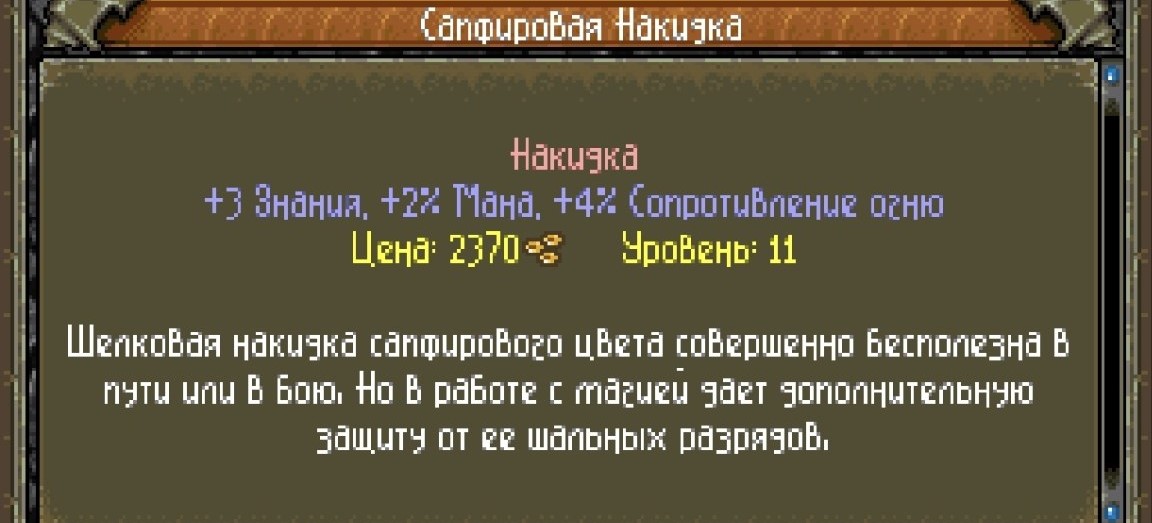 Сапфировая Накидка
Накидка
+3 Знания, +2% Мана, +4% Сопротивление огню
Цена: 2370 Уровень: 11
Шелковая накидка сапфирового цвета совершенно бесполезна в
пути или в бою. Но в работе с магией дает дополнительную
защиту от ее шальных разрядов.